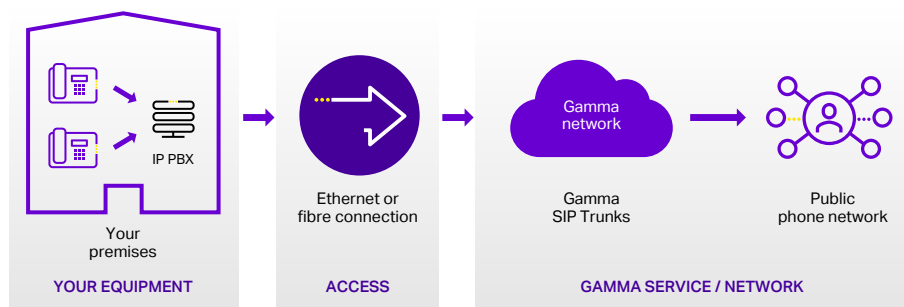 IP PBX
Your
premises
YOUR EQUIPMENT
Ethernet or
fibre connection
ACCESS
Gamma
network
Gamma
SIP Trunks
Public
phone network
GAMMA SERVICE / NETWORK